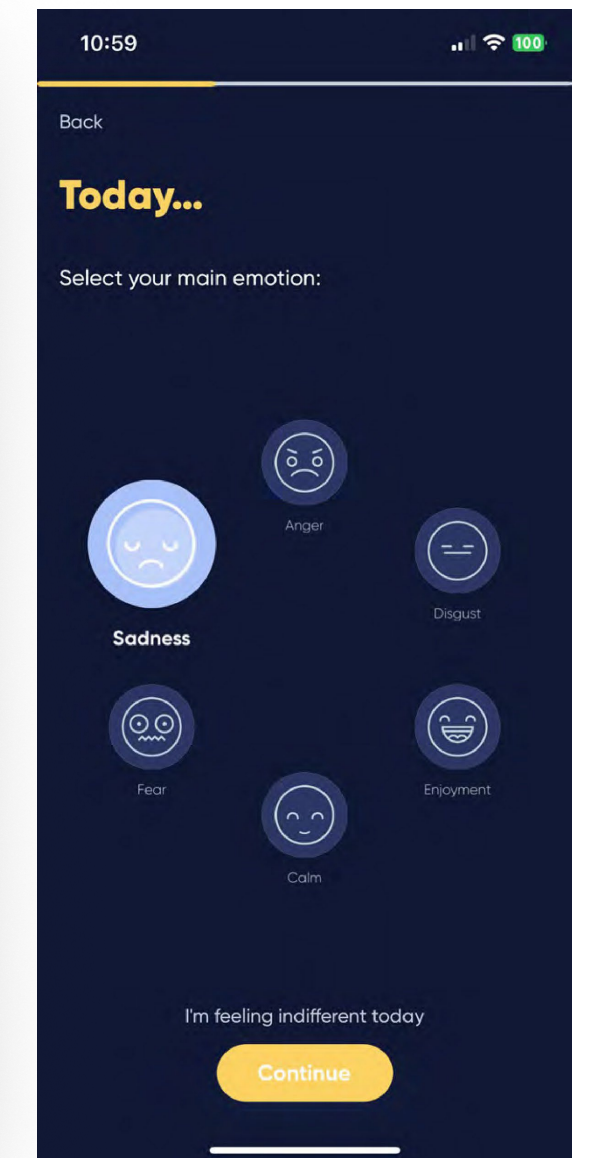 10:59
100
Back
Today...
Select your main emotion:
Anger
Disgust
Sadness
Fear
Enjoyment
Calm
I'm feeling indifferent today
Continue